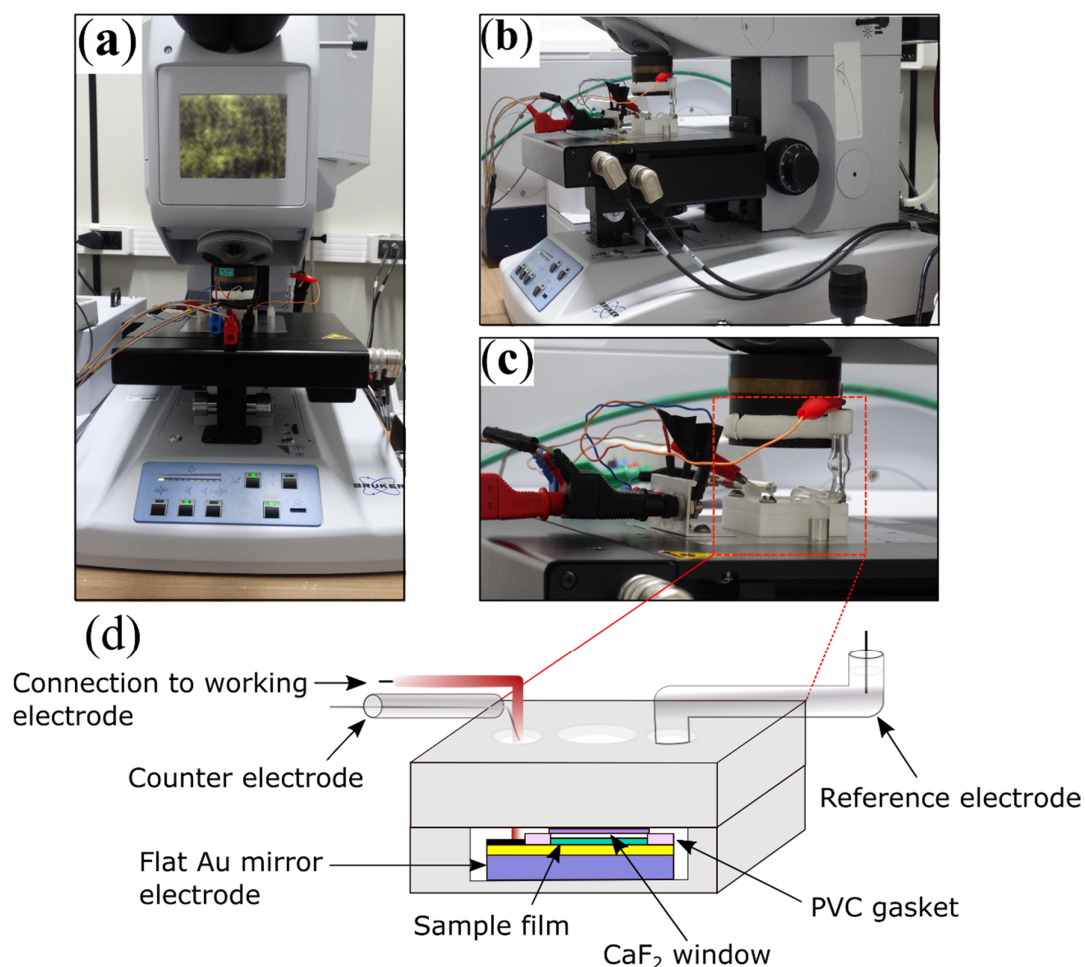 (a)
(b)
BRUKER
BRUKER
(c)
(d)
Connection to working
electrode
Counter electrode
Reference electrode
Flat Au mirror
electrode
Sample film
CaF₂ window
PVC gasket